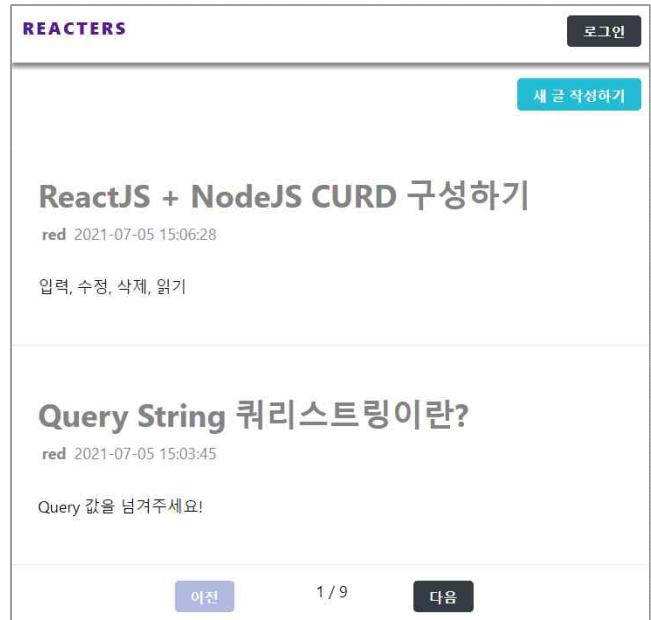 REACTERS
로그인
새 글 작성하기
ReactJS + NodeJS CURD 구성하기
red 2021-07-05 15:06:28
입력, 수정, 삭제, 읽기
Query String 쿼리스트링이란?
red 2021-07-05 15:03:45
Query 값을 넘겨주세요!
이전 1 / 9 다음